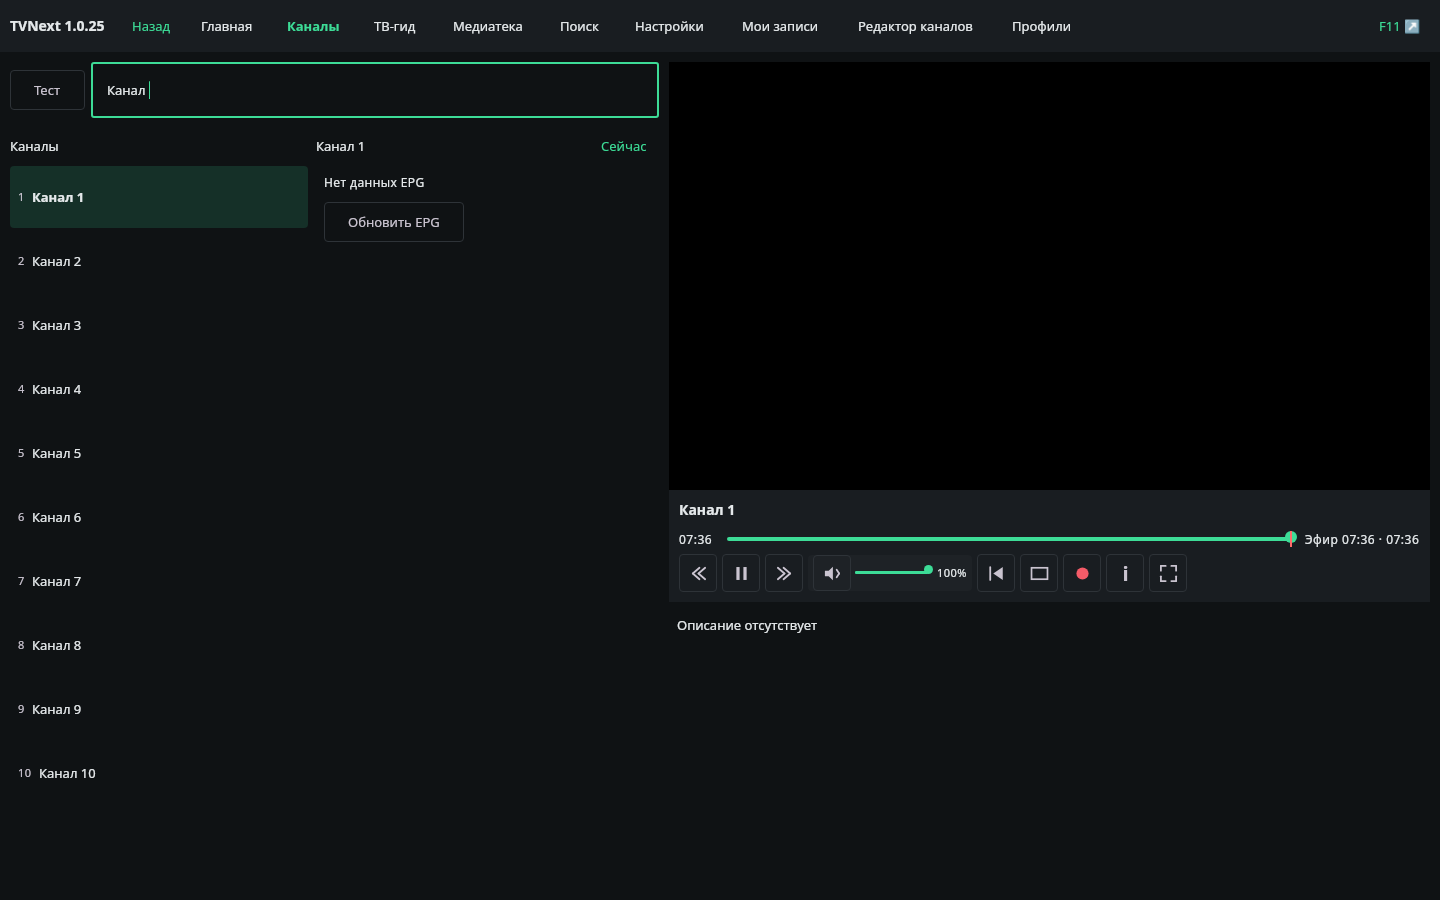 TVNext 1.0.25 Назад Главная Каналы ТВ-гид Медиатека Поиск Настройки Мои записи Редактор каналов Профили F11 ↗
Тест Канал
Каналы Канал 1 Сейчас
Нет данных EPG
Обновить EPG
1 Канал 1
2 Канал 2
3 Канал 3
4 Канал 4
5 Канал 5
6 Канал 6
7 Канал 7
8 Канал 8
9 Канал 9
10 Канал 10
Канал 1
07:36 Эфир 07:36 · 07:36
100%
Описание отсутствует